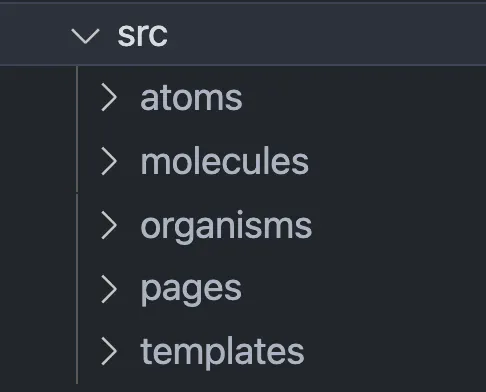 src
atoms
molecules
organisms
pages
templates